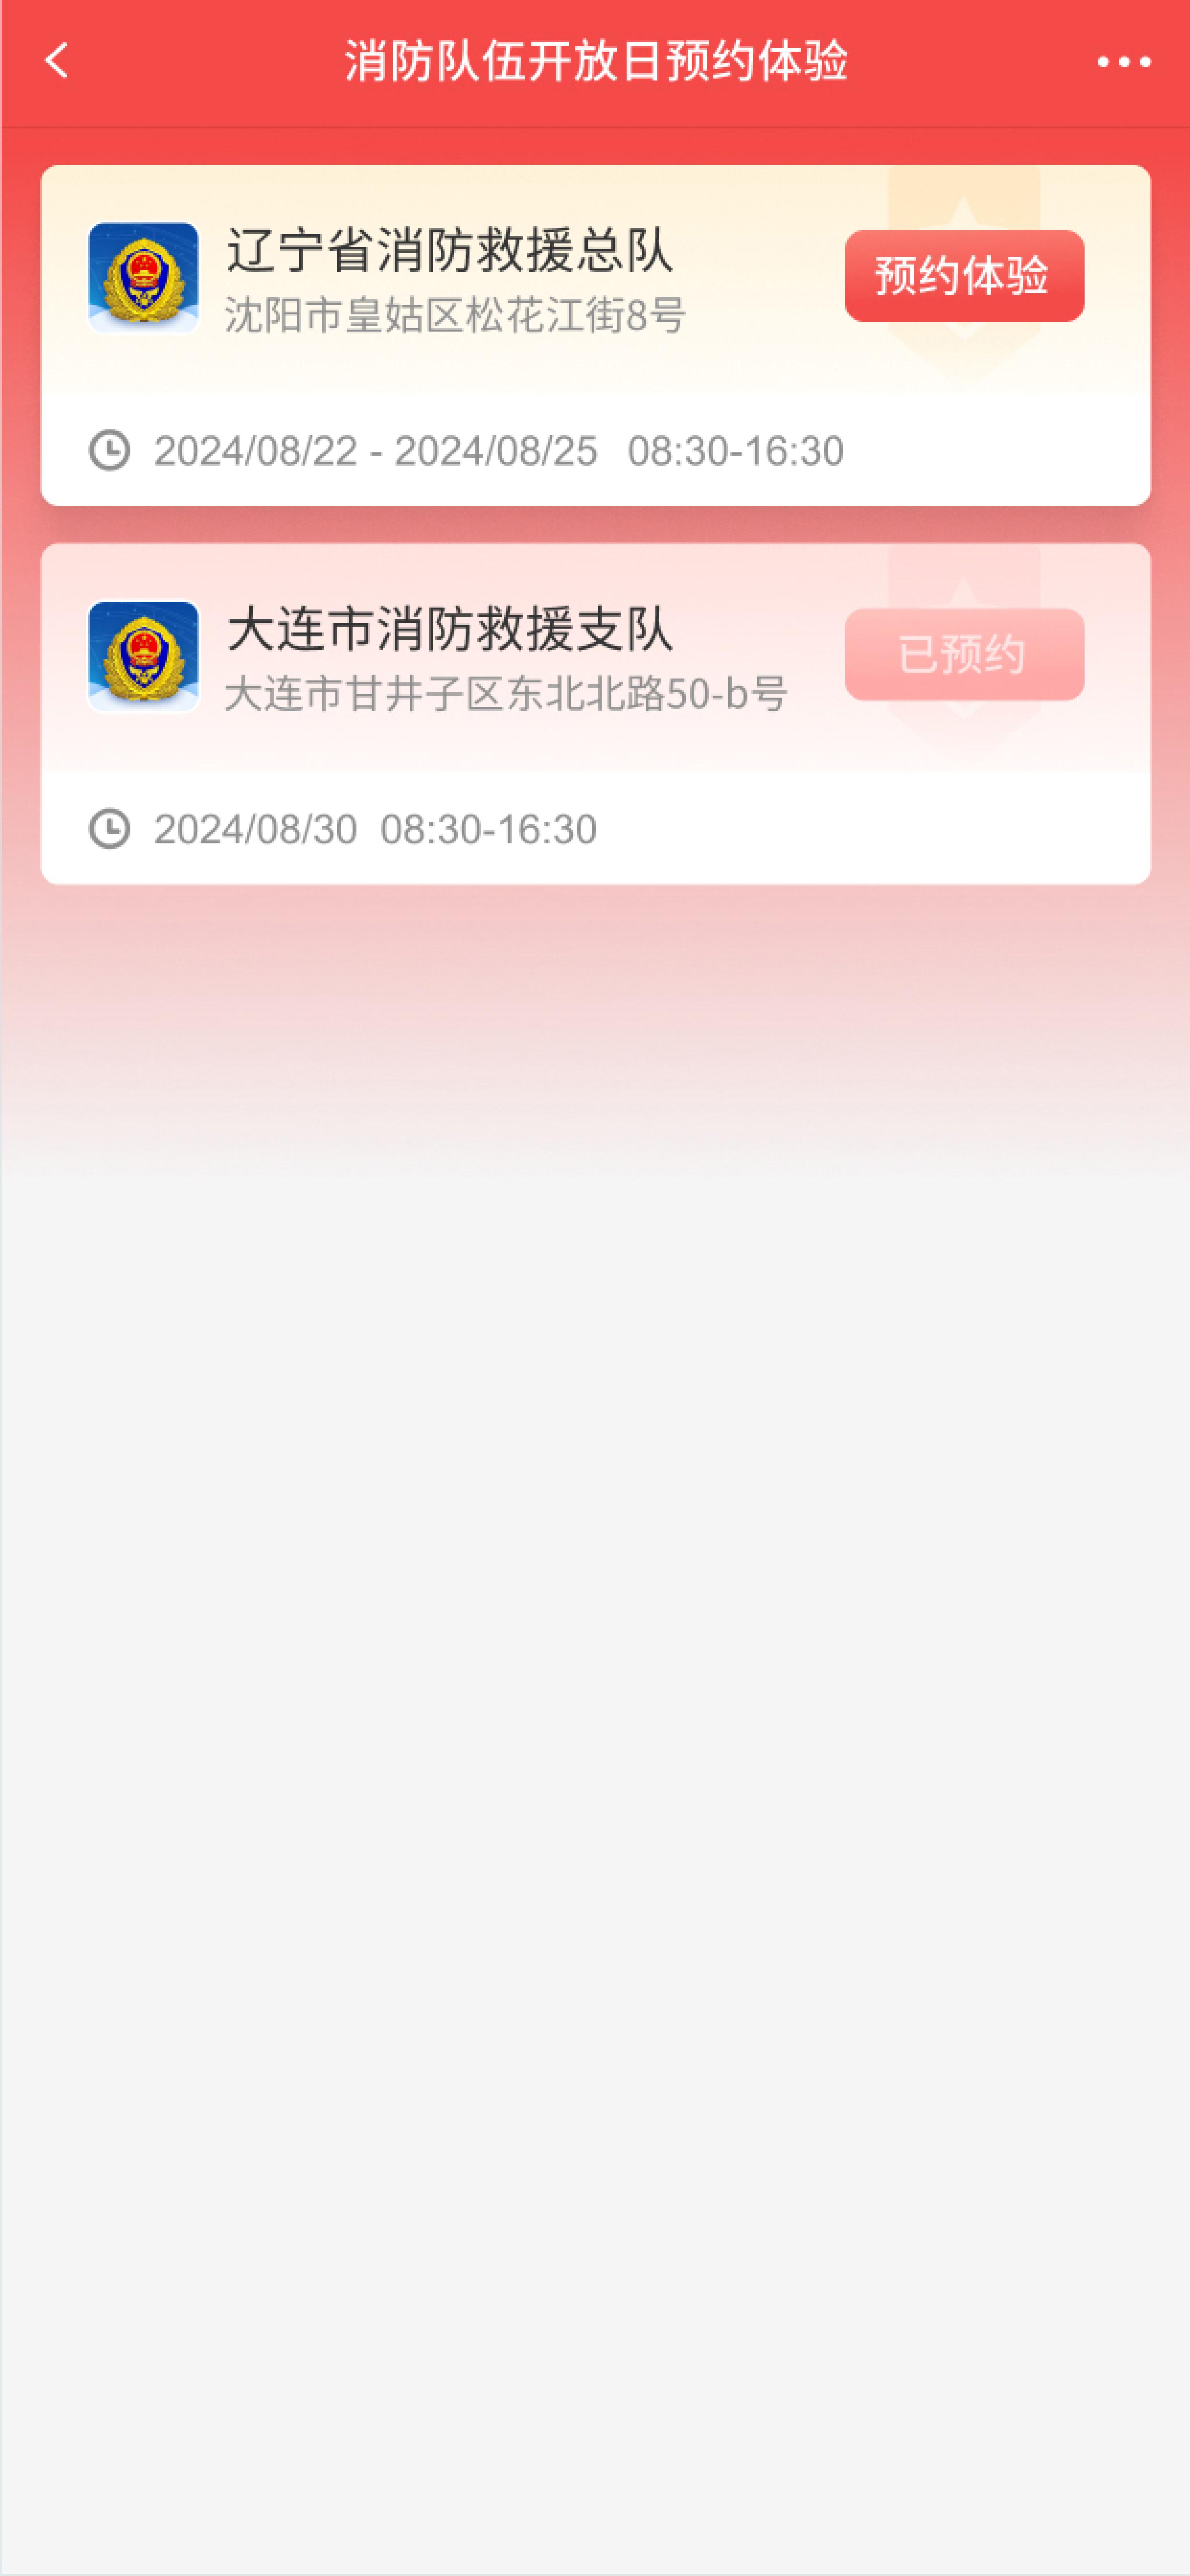 消防队伍开放日预约体验
辽宁省消防救援总队
沈阳市皇姑区松花江街8号
预约体验
2024/08/22 - 2024/08/25 08:30-16:30
大连市消防救援支队
大连市甘井子区东北北路50-b号
已预约
2024/08/30 08:30-16:30